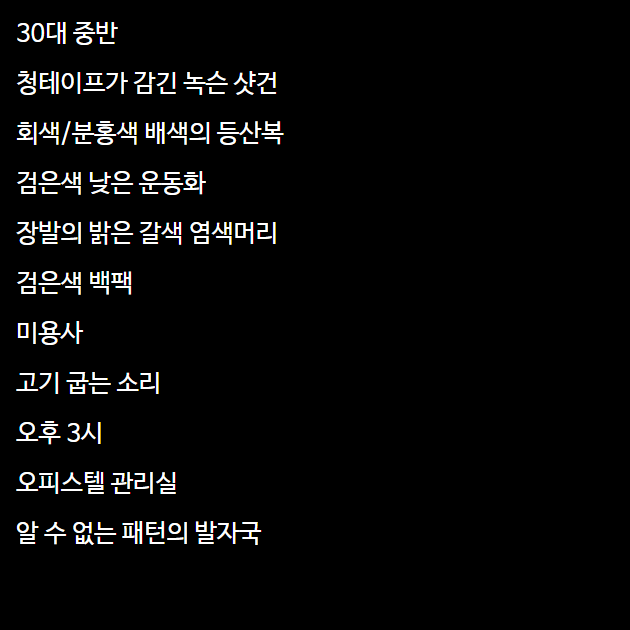 30대 중반
청테이프가 감긴 녹슨 샷건
회색/분홍색 배색의 등산복
검은색 낮은 운동화
장발의 밝은 갈색 염색머리
검은색 백팩
미용사
고기 굽는 소리
오후 3시
오피스텔 관리실
알 수 없는 패턴의 발자국